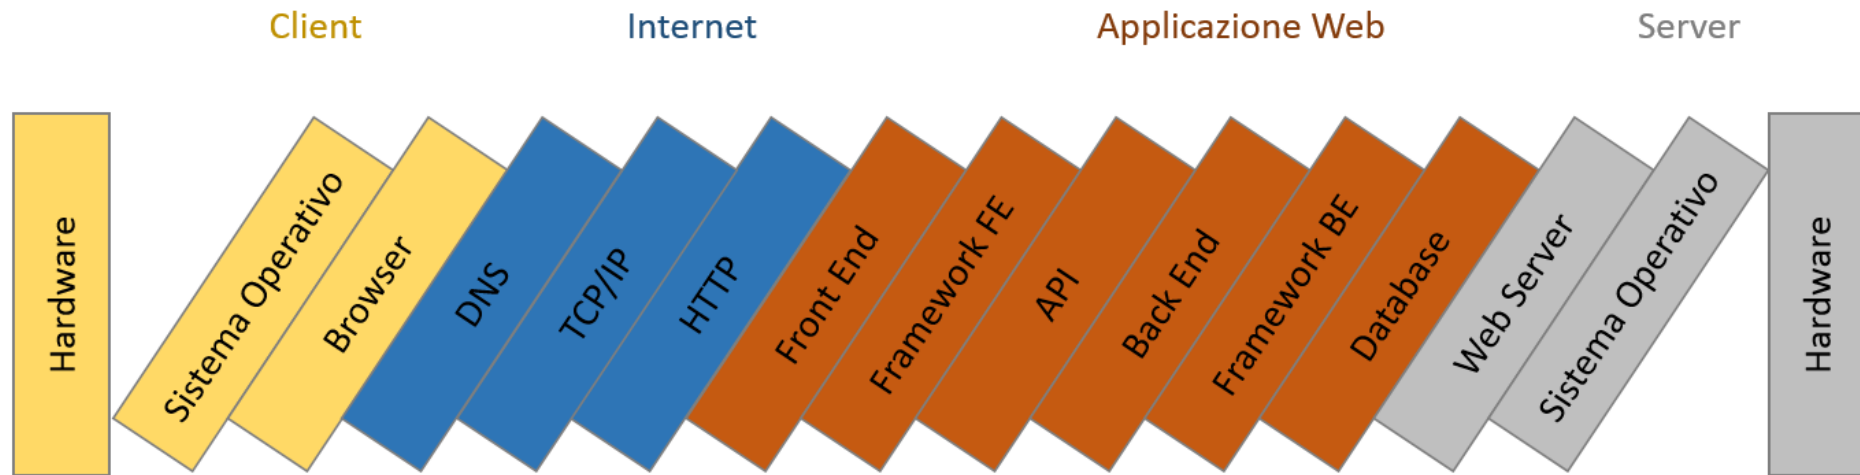 Client
Internet
Applicazione Web
Server
Hardware
Sistema Operativo
Browser
DNS
TCP/IP
HTTP
Front End
Framework FE
API
Back End
Framework BE
Database
Web Server
Sistema Operativo
Hardware